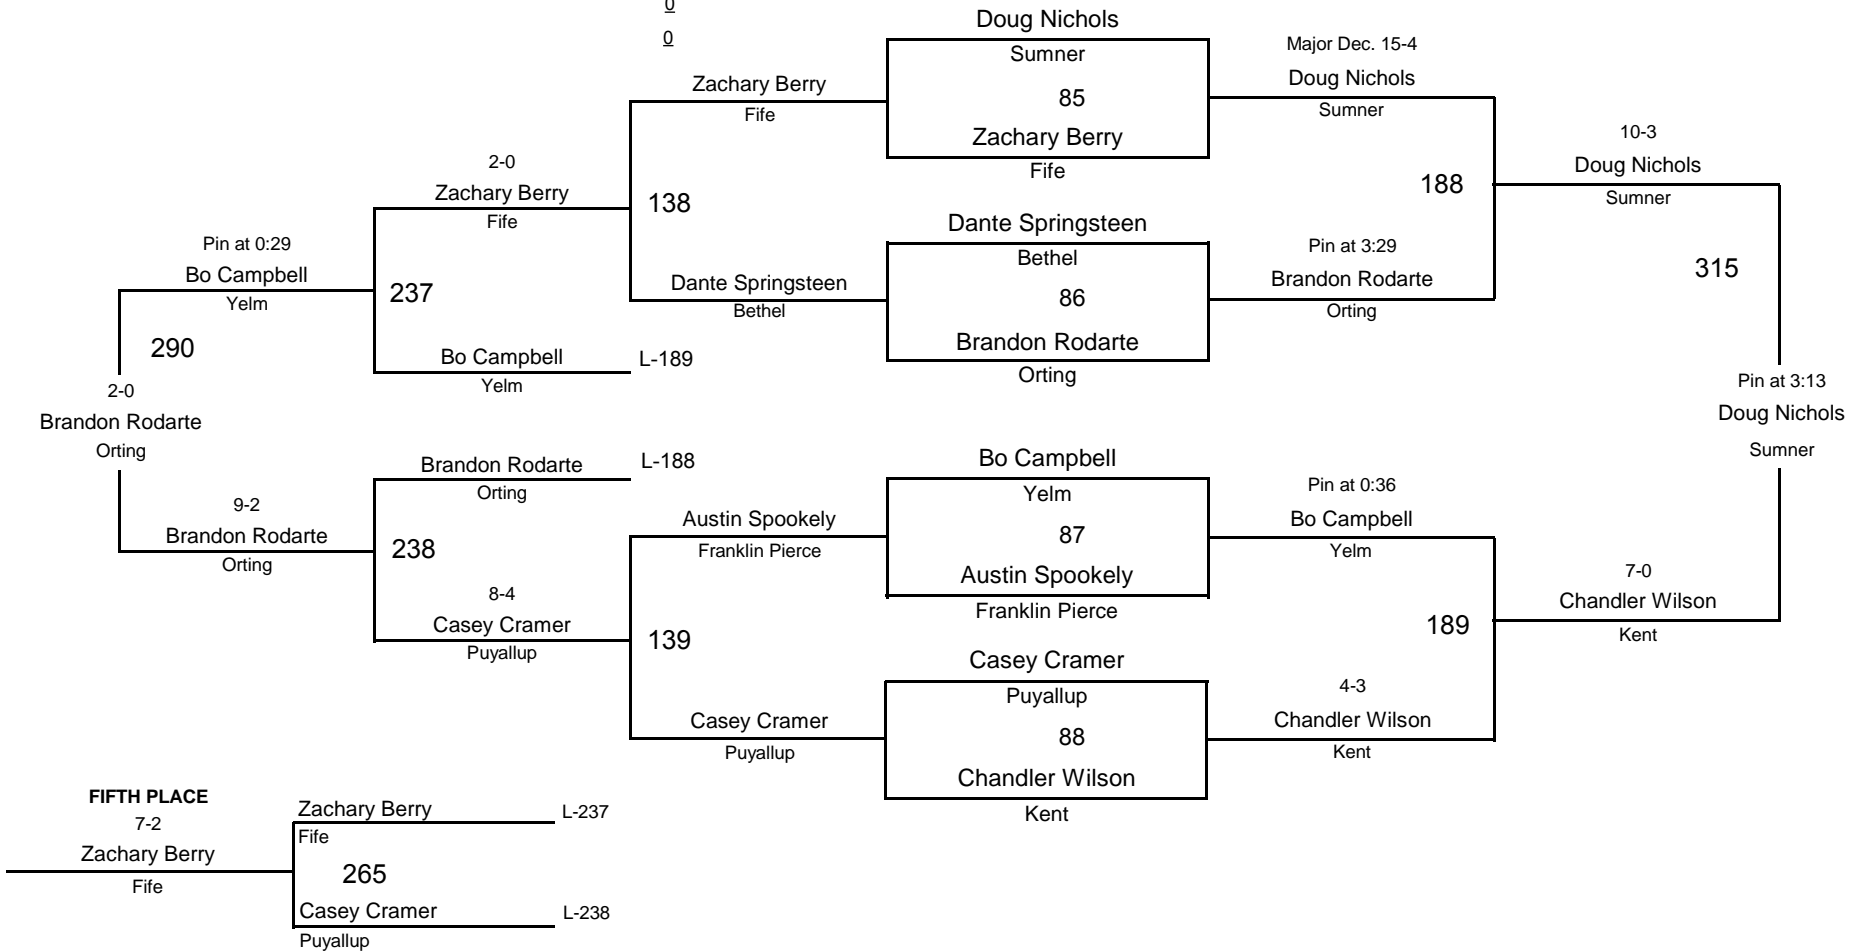 0
0
Doug Nichols
Sumner
85
Zachary Berry
Fife
Major Dec. 15-4
Doug Nichols
Sumner
Zachary Berry
Fife
10-3
Doug Nichols
Sumner
2-0
Zachary Berry
Fife
138
188
Dante Springsteen
Bethel
86
Brandon Rodarte
Orting
Pin at 3:29
Brandon Rodarte
Orting
Dante Springsteen
Bethel
Pin at 0:29
Bo Campbell
Yelm
237
315
290
Bo Campbell
Yelm
L-189
2-0
Brandon Rodarte
Orting
Pin at 3:13
Doug Nichols
Sumner
Brandon Rodarte
Orting
L-188
Bo Campbell
Yelm
87
Austin Spookely
Franklin Pierce
Pin at 0:36
Bo Campbell
Yelm
Austin Spookely
Franklin Pierce
9-2
Brandon Rodarte
Orting
238
8-4
Casey Cramer
Puyallup
139
189
7-0
Chandler Wilson
Kent
Casey Cramer
Puyallup
88
Chandler Wilson
Kent
4-3
Chandler Wilson
Kent
Casey Cramer
Puyallup
FIFTH PLACE
7-2
Zachary Berry
Fife
Zachary Berry
Fife
L-237
265
Casey Cramer
Puyallup
L-238